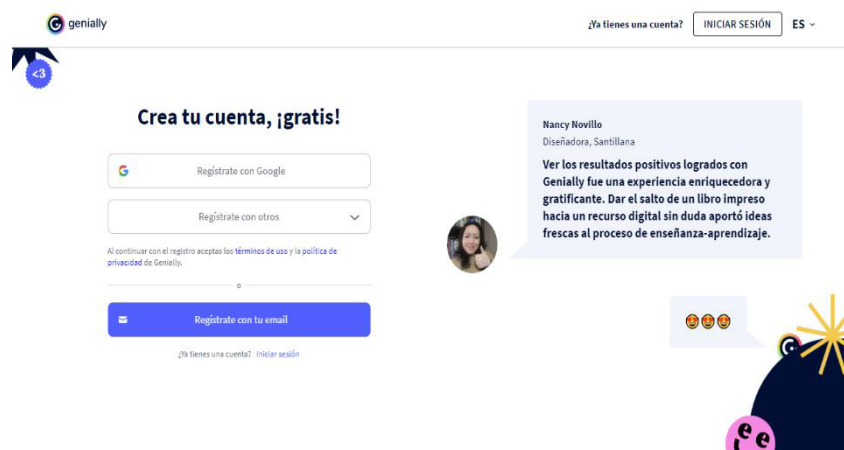 genially
¿Ya tienes una cuenta?
INICIAR SESIÓN
ES
<3
Crea tu cuenta, ¡gratis!
Regístrate con Google
Regístrate con otros
Al continuar con el registro aceptas los términos de uso y la política de
privacidad de Genially.
o
Regístrate con tu email
¿Ya tienes una cuenta? Iniciar sesión
Nancy Novillo
Diseñadora, Santillana
Ver los resultados positivos logrados con
Genially fue una experiencia enriquecedora y
gratificante. Dar el salto de un libro impreso
hacia un recurso digital sin duda aportó ideas
frescas al proceso de enseñanza-aprendizaje.